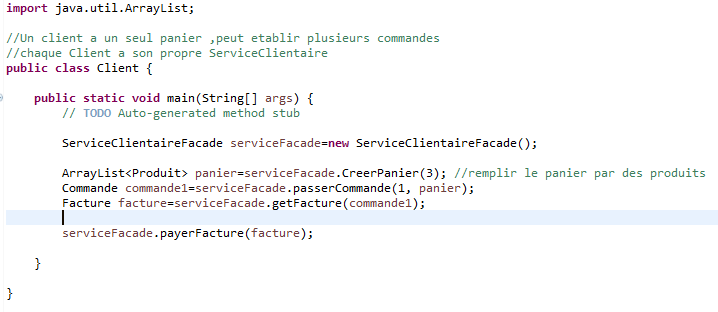 import java.util.ArrayList;
//Un client a un seul panier ,peut etablir plusieurs commandes
//chaque Client a son propre ServiceClientaire
public class Client {
public static void main(String[] args) {
// TODO Auto-generated method stub
ServiceClientaireFacade serviceFacade=new ServiceClientaireFacade();
ArrayList<Produit> panier=serviceFacade.CreerPanier(3); //remplir le panier par des produits
Commande commande1=serviceFacade.passerCommande(1, panier);
Facture facture=serviceFacade.getFacture(commande1);
serviceFacade.payerFacture(facture);
}
}